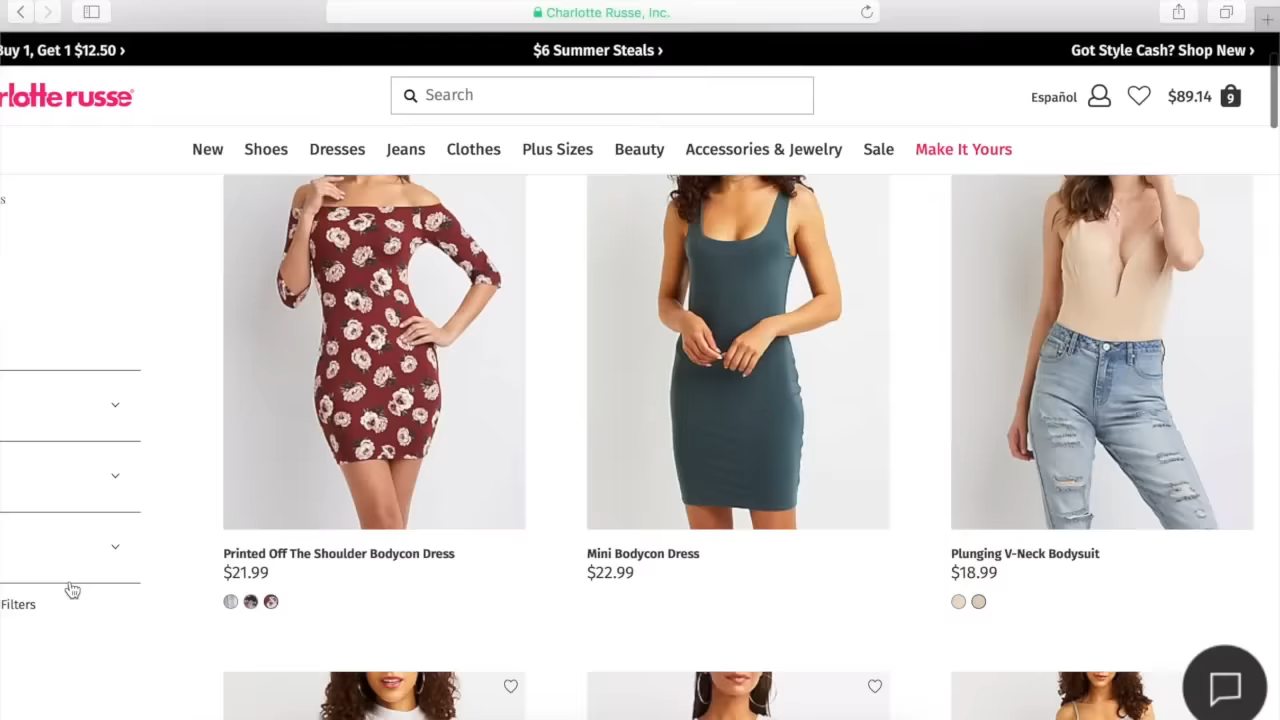 Charlotte Russe, Inc.
Buy 1, Get 1 $12.50 ›
$6 Summer Steals ›
Got Style Cash? Shop New ›
rlotte russe
Search
Español
$89.14
9
New Shoes Dresses Jeans Clothes Plus Sizes Beauty Accessories & Jewelry Sale Make It Yours
s
Printed Off The Shoulder Bodycon Dress
$21.99
Mini Bodycon Dress
$22.99
Plunging V-Neck Bodysuit
$18.99
Filters